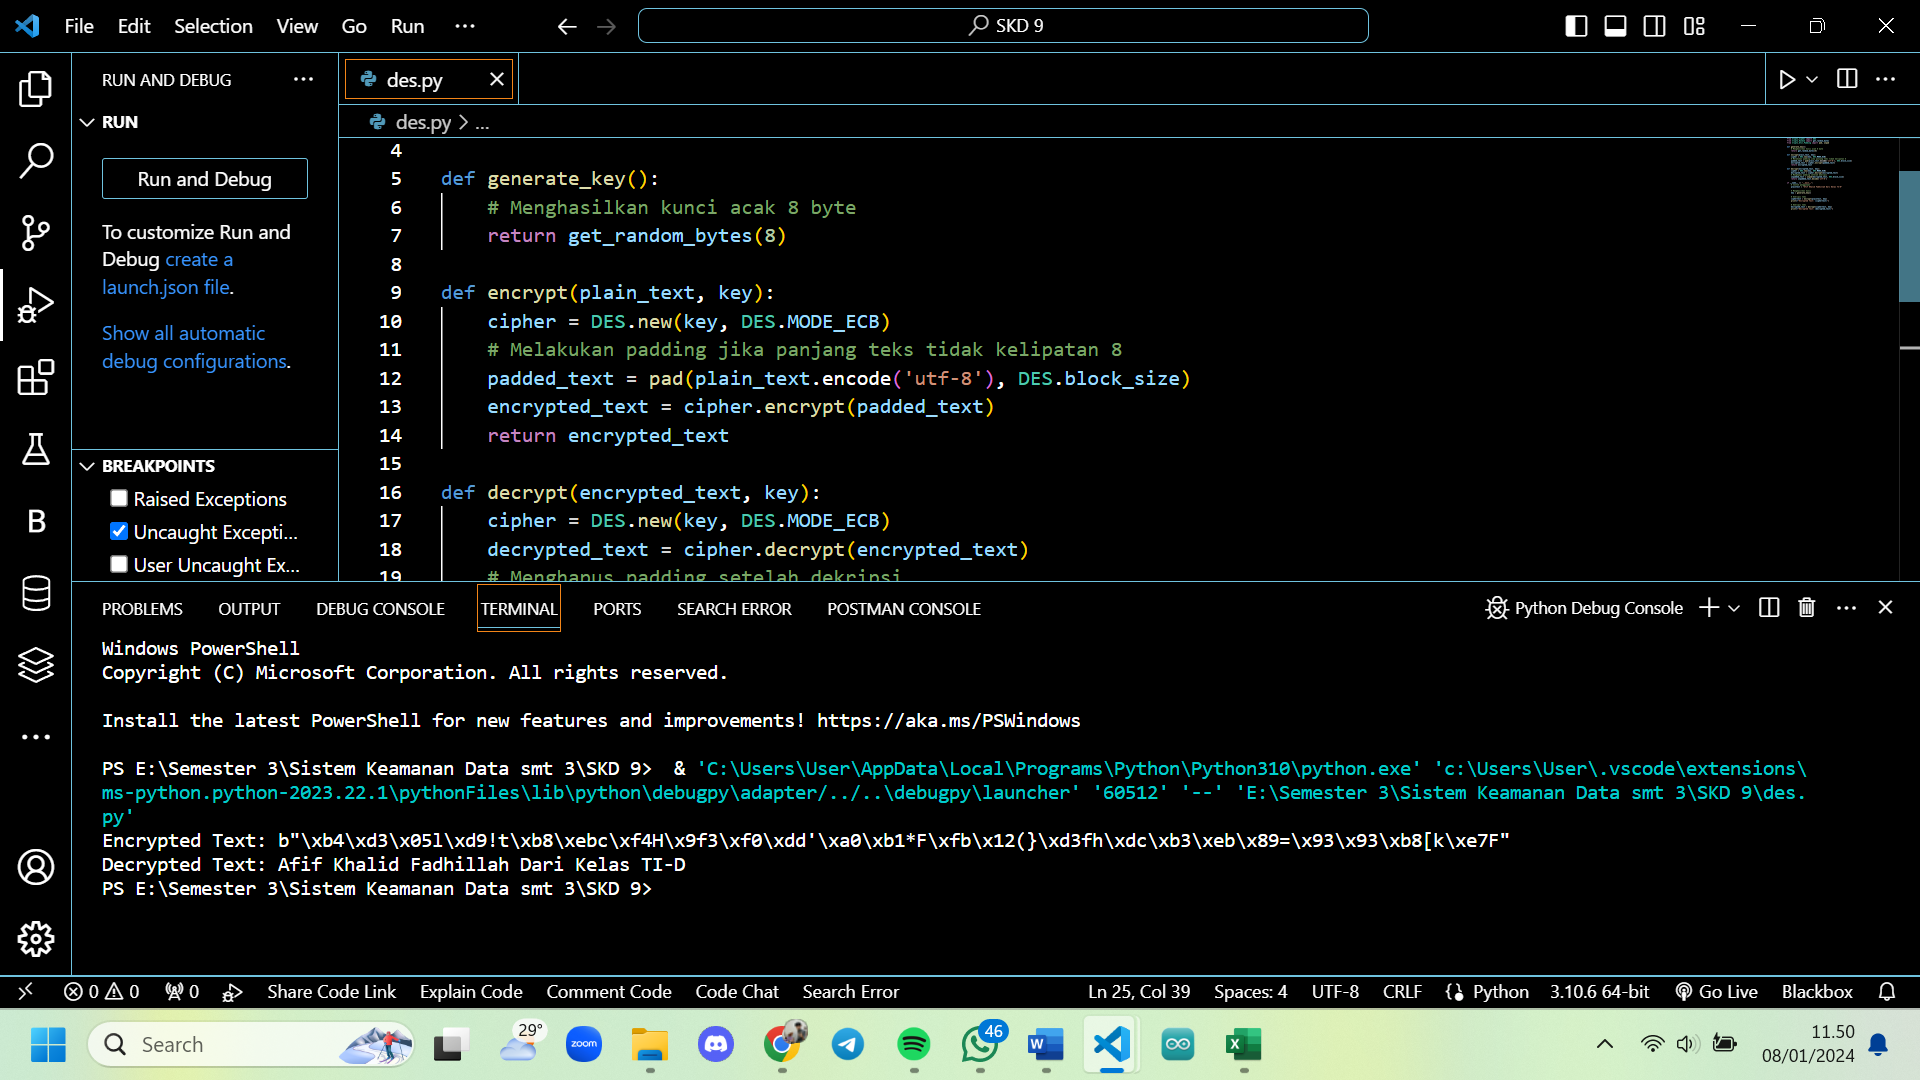 File Edit Selection View Go Run ... SKD 9
RUN AND DEBUG ...
RUN
Run and Debug
To customize Run and
Debug create a
launch.json file.
Show all automatic
debug configurations.
BREAKPOINTS
Raised Exceptions
Uncaught Excepti...
User Uncaught Ex...
B
des.py
des.py > ...
4
5 def generate_key():
6 # Menghasilkan kunci acak 8 byte
7 return get_random_bytes(8)
8
9 def encrypt(plain_text, key):
10 cipher = DES.new(key, DES.MODE_ECB)
11 # Melakukan padding jika panjang teks tidak kelipatan 8
12 padded_text = pad(plain_text.encode('utf-8'), DES.block_size)
13 encrypted_text = cipher.encrypt(padded_text)
14 return encrypted_text
15
16 def decrypt(encrypted_text, key):
17 cipher = DES.new(key, DES.MODE_ECB)
18 decrypted_text = cipher.decrypt(encrypted_text)
19 # Menghapus padding setelah dekripsi
PROBLEMS OUTPUT DEBUG CONSOLE TERMINAL PORTS SEARCH ERROR POSTMAN CONSOLE Python Debug Console
Windows PowerShell
Copyright (C) Microsoft Corporation. All rights reserved.
Install the latest PowerShell for new features and improvements! https://aka.ms/PSWindows
PS E:\Semester 3\Sistem Keamanan Data smt 3\SKD 9>  & 'C:\Users\User\AppData\Local\Programs\Python\Python310\python.exe' 'c:\Users\User\.vscode\extensions\
ms-python.python-2023.22.1\pythonFiles\lib\python\debugpy\adapter/../..\debugpy\launcher' '60512' '--' 'E:\Semester 3\Sistem Keamanan Data smt 3\SKD 9\des.
py'
Encrypted Text: b"\xb4\xd3\x05l\xd9!t\xb8\xebc\xf4H\x9f3\xf0\xdd'\xa0\xb1*F\xfb\x12(}\xd3fh\xdc\xb3\xeb\x89=\x93\x93\xb8[k\xe7F"
Decrypted Text: Afif Khalid Fadhillah Dari Kelas TI-D
PS E:\Semester 3\Sistem Keamanan Data smt 3\SKD 9>
0 0 0 Share Code Link Explain Code Comment Code Code Chat Search Error Ln 25, Col 39 Spaces: 4 UTF-8 CRLF Python 3.10.6 64-bit Go Live Blackbox
Search 29° zoom 46 W X 11.50
08/01/2024